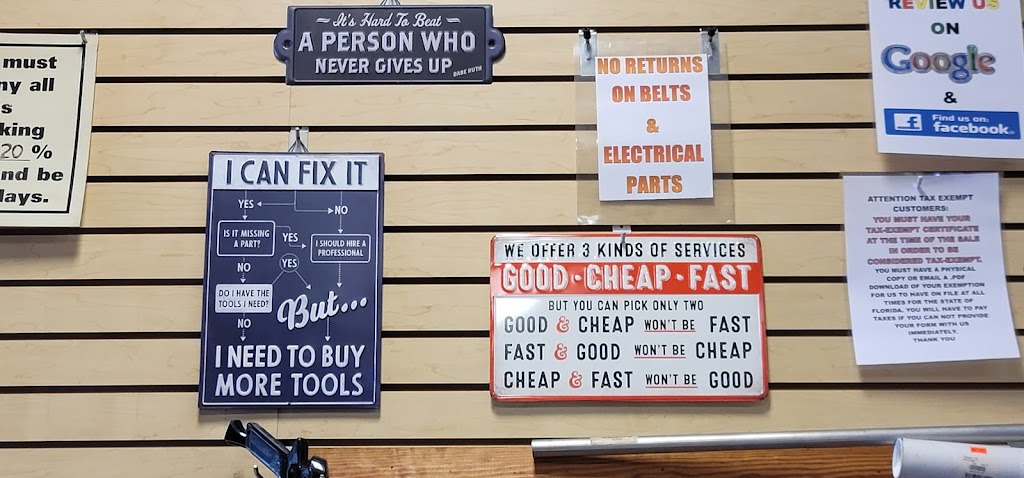 must
ny all
s
king
20 %
nd be
lays.
It's Hard To Beat
A PERSON WHO
NEVER GIVES UP
BABE RUTH
I CAN FIX IT
YES
NO
IS IT MISSING
A PART?
YES
I SHOULD HIRE A
PROFESSIONAL
NO
YES
DO I HAVE THE
TOOLS I NEED?
But...
NO
I NEED TO BUY
MORE TOOLS
NO RETURNS
ON BELTS
&
ELECTRICAL
PARTS
WE OFFER 3 KINDS OF SERVICES
GOOD·CHEAP·FAST
BUT YOU CAN PICK ONLY TWO
GOOD & CHEAP WON'T BE FAST
FAST & GOOD WON'T BE CHEAP
CHEAP & FAST WON'T BE GOOD
REVIEW US
ON
Google
&
f Find us on:
facebook.
ATTENTION TAX EXEMPT
CUSTOMERS:
YOU MUST HAVE YOUR
TAX-EXEMPT CERTIFICATE
AT THE TIME OF THE SALE
IN ORDER TO BE
CONSIDERED TAX-EXEMPT.
YOU MUST HAVE A PHYSICAL
COPY OR EMAIL A .PDF
DOWNLOAD OF YOUR EXEMPTION
FOR US TO HAVE ON FILE AT ALL
TIMES FOR THE STATE OF
FLORIDA. YOU WILL HAVE TO PAY
TAXES IF YOU CAN NOT PROVIDE
YOUR FORM WITH US
IMMEDIATELY.
THANK YOU